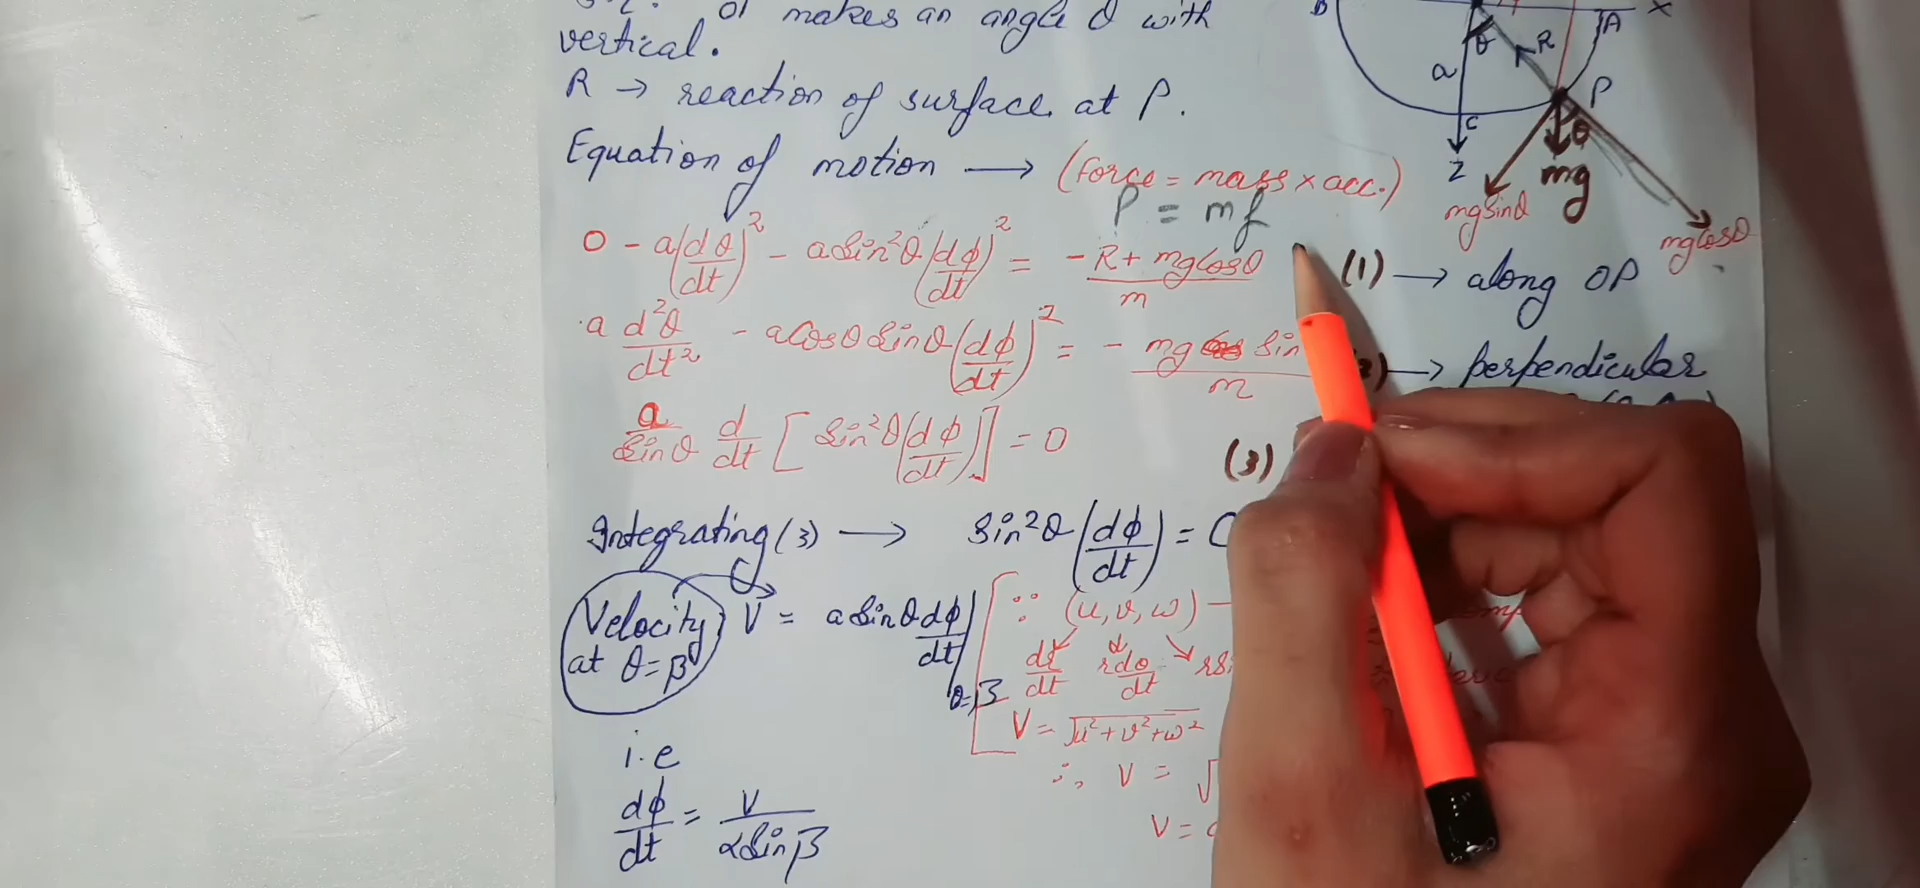 OP makes an angle θ with
vertical.
R → reaction of surface at P.
Equation of motion → (force = mass × acc.)
P = mf
0 - a(dθ/dt)² - a sin²θ (dφ/dt)² = (-R + mg cosθ)/m (1) → along OP
a d²θ/dt² - a cosθ sinθ (dφ/dt)² = - mg sin/m → perpendicular
a/sinθ d/dt [sin²θ (dφ/dt)] = 0 (3)
Integrating (3) → sin²θ (dφ/dt) = C
Velocity at θ = β V = a sinθ dφ/dt |θ=β
∵ (u, v, w) –
dr/dt rdθ/dt
V = √u² + v² + w²
∴ V = √
V =
i.e
dφ/dt = V/a sinβ
B
X
A
θ
R
a
P
C
θ
Z
mg
mg sinθ
mg cosθ